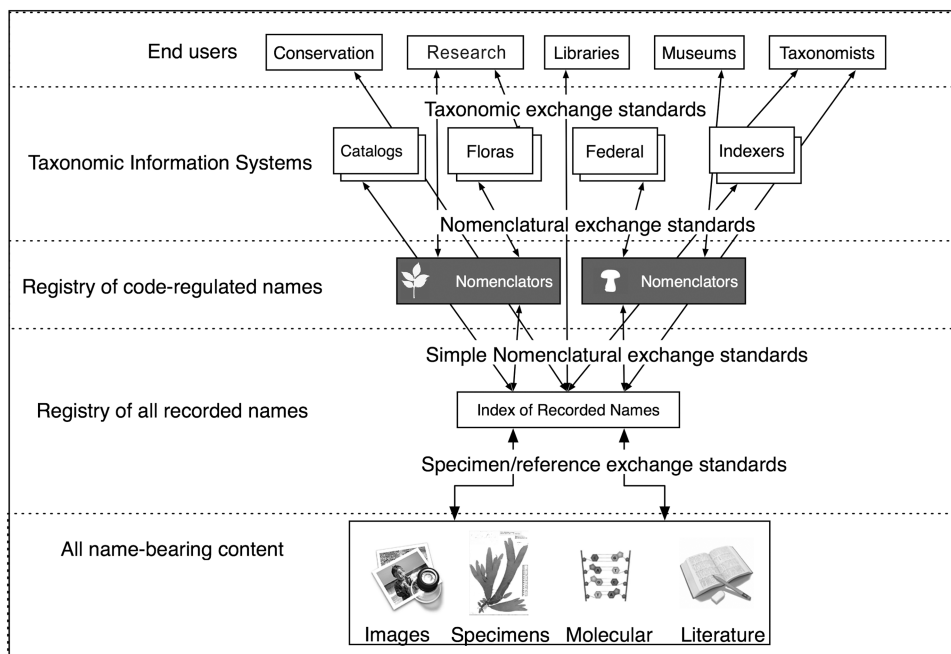 End users
Conservation
Research
Libraries
Museums
Taxonomists
Taxonomic exchange standards
Taxonomic Information Systems
Catalogs
Floras
Federal
Indexers
Nomenclatural exchange standards
Registry of code-regulated names
Nomenclators
Nomenclators
Simple Nomenclatural exchange standards
Registry of all recorded names
Index of Recorded Names
Specimen/reference exchange standards
All name-bearing content
Images Specimens Molecular Literature